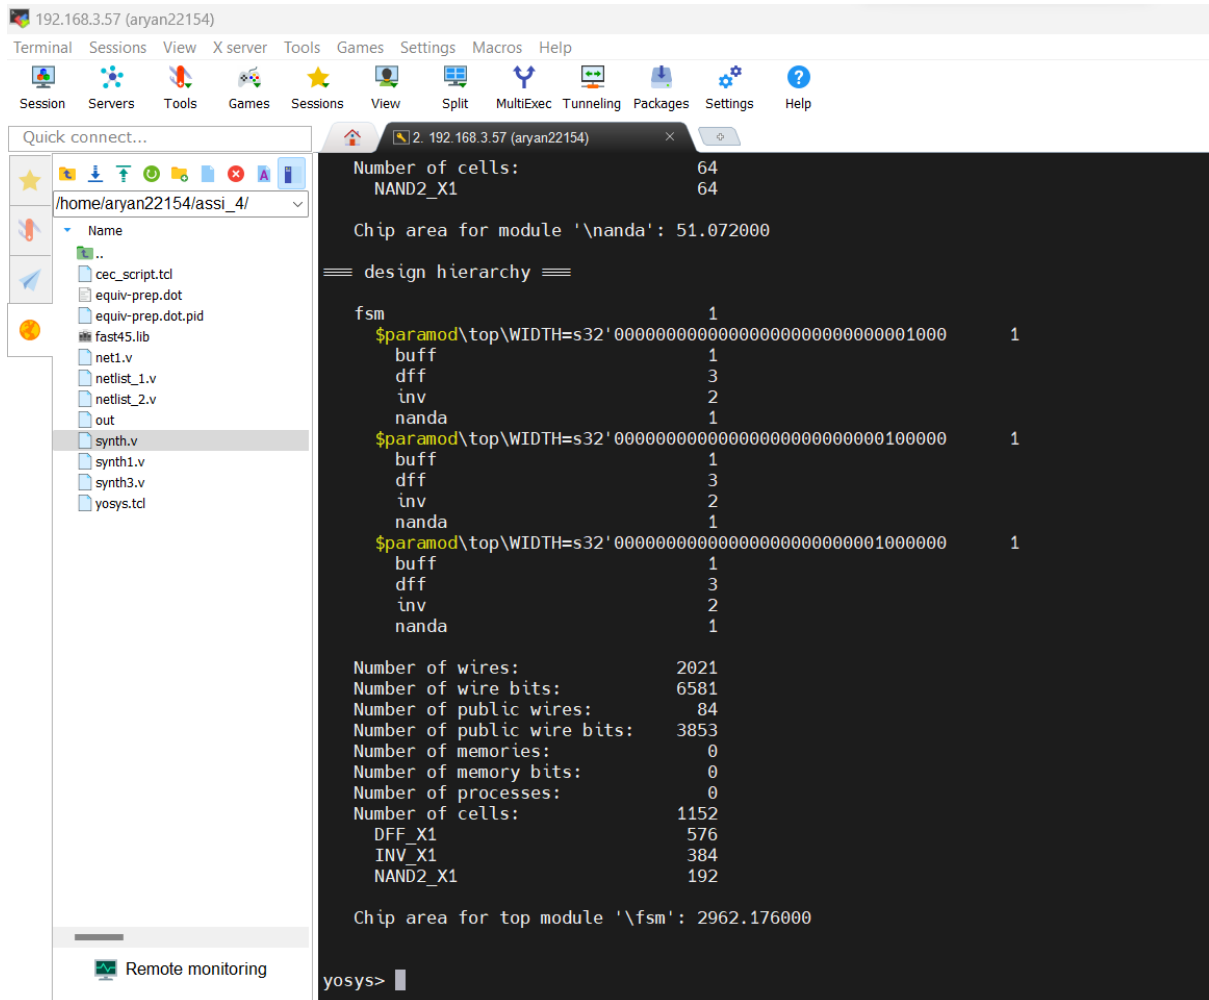 192.168.3.57 (aryan22154)
Terminal Sessions View X server Tools Games Settings Macros Help
Session Servers Tools Games Sessions View Split MultiExec Tunneling Packages Settings Help
Quick connect...
2. 192.168.3.57 (aryan22154)
/home/aryan22154/assi_4/
Name
..
cec_script.tcl
equiv-prep.dot
equiv-prep.dot.pid
fast45.lib
net1.v
netlist_1.v
netlist_2.v
out
synth.v
synth1.v
synth3.v
yosys.tcl
Remote monitoring
Number of cells: 64
NAND2_X1 64
Chip area for module '\nanda': 51.072000
=== design hierarchy ===
fsm 1
$paramod\top\WIDTH=s32'00000000000000000000000000001000 1
buff 1
dff 3
inv 2
nanda 1
$paramod\top\WIDTH=s32'00000000000000000000000000100000 1
buff 1
dff 3
inv 2
nanda 1
$paramod\top\WIDTH=s32'00000000000000000000000001000000 1
buff 1
dff 3
inv 2
nanda 1
Number of wires: 2021
Number of wire bits: 6581
Number of public wires: 84
Number of public wire bits: 3853
Number of memories: 0
Number of memory bits: 0
Number of processes: 0
Number of cells: 1152
DFF_X1 576
INV_X1 384
NAND2_X1 192
Chip area for top module '\fsm': 2962.176000
yosys>